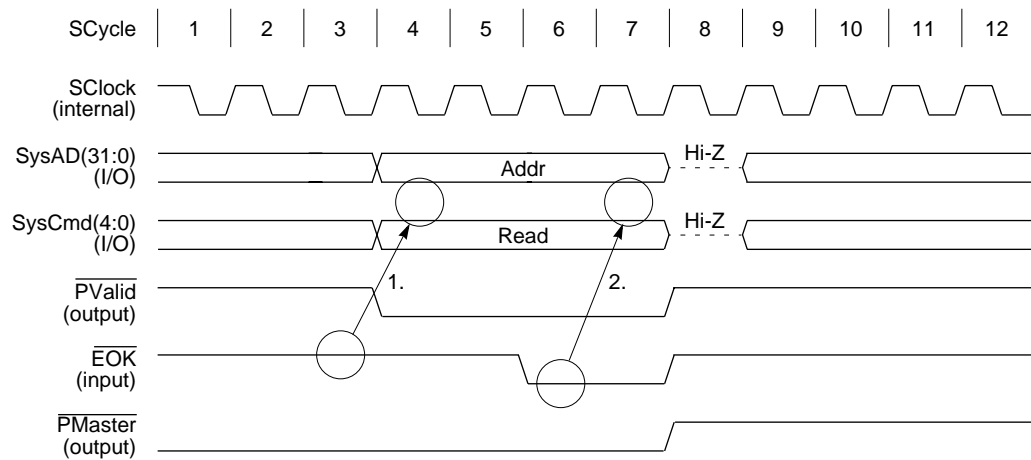 SCycle 1 2 3 4 5 6 7 8 9 10 11 12
SClock
(internal)
SysAD(31:0)
(I/O)
Addr
Hi-Z
SysCmd(4:0)
(I/O)
Read
Hi-Z
PValid
(output)
1.
2.
EOK
(input)
PMaster
(output)